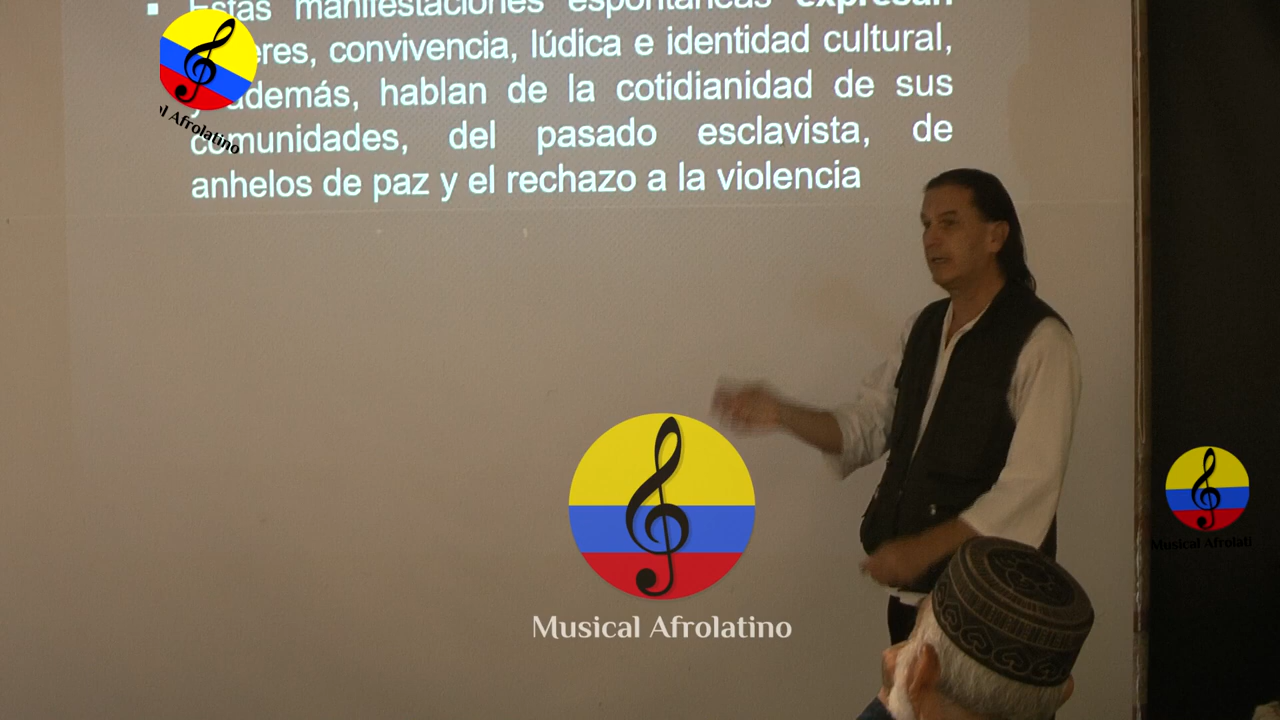 Estas manifestaciones espontáneas expresan
eres, convivencia, lúdica e identidad cultural,
y además, hablan de la cotidianidad de sus
comunidades, del pasado esclavista, de
anhelos de paz y el rechazo a la violencia
al Afrolatino
Musical Afrolatino
Musical Afrolati